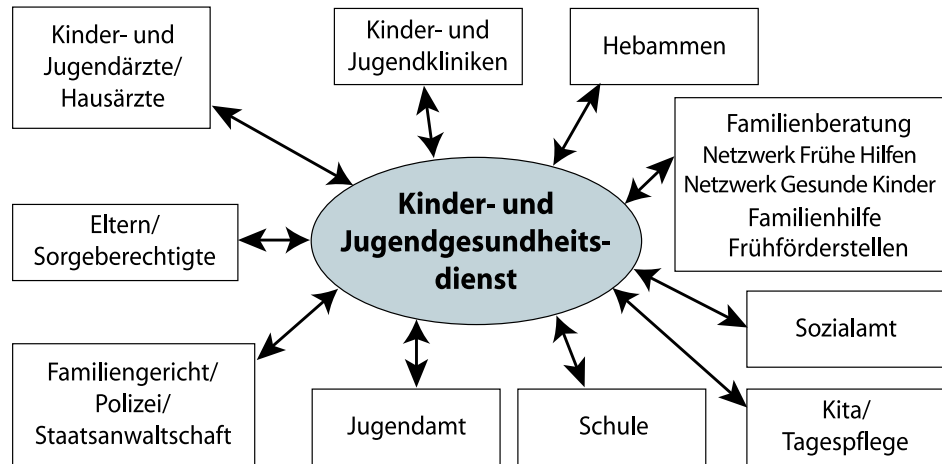 Kinder- und
Jugendärzte/
Hausärzte
Kinder- und
Jugendkliniken
Hebammen
Familienberatung
Netzwerk Frühe Hilfen
Netzwerk Gesunde Kinder
Familienhilfe
Frühförderstellen
Eltern/
Sorgeberechtigte
Kinder- und
Jugendgesundheits-
dienst
Sozialamt
Familiengericht/
Polizei/
Staatsanwaltschaft
Jugendamt
Schule
Kita/
Tagespflege